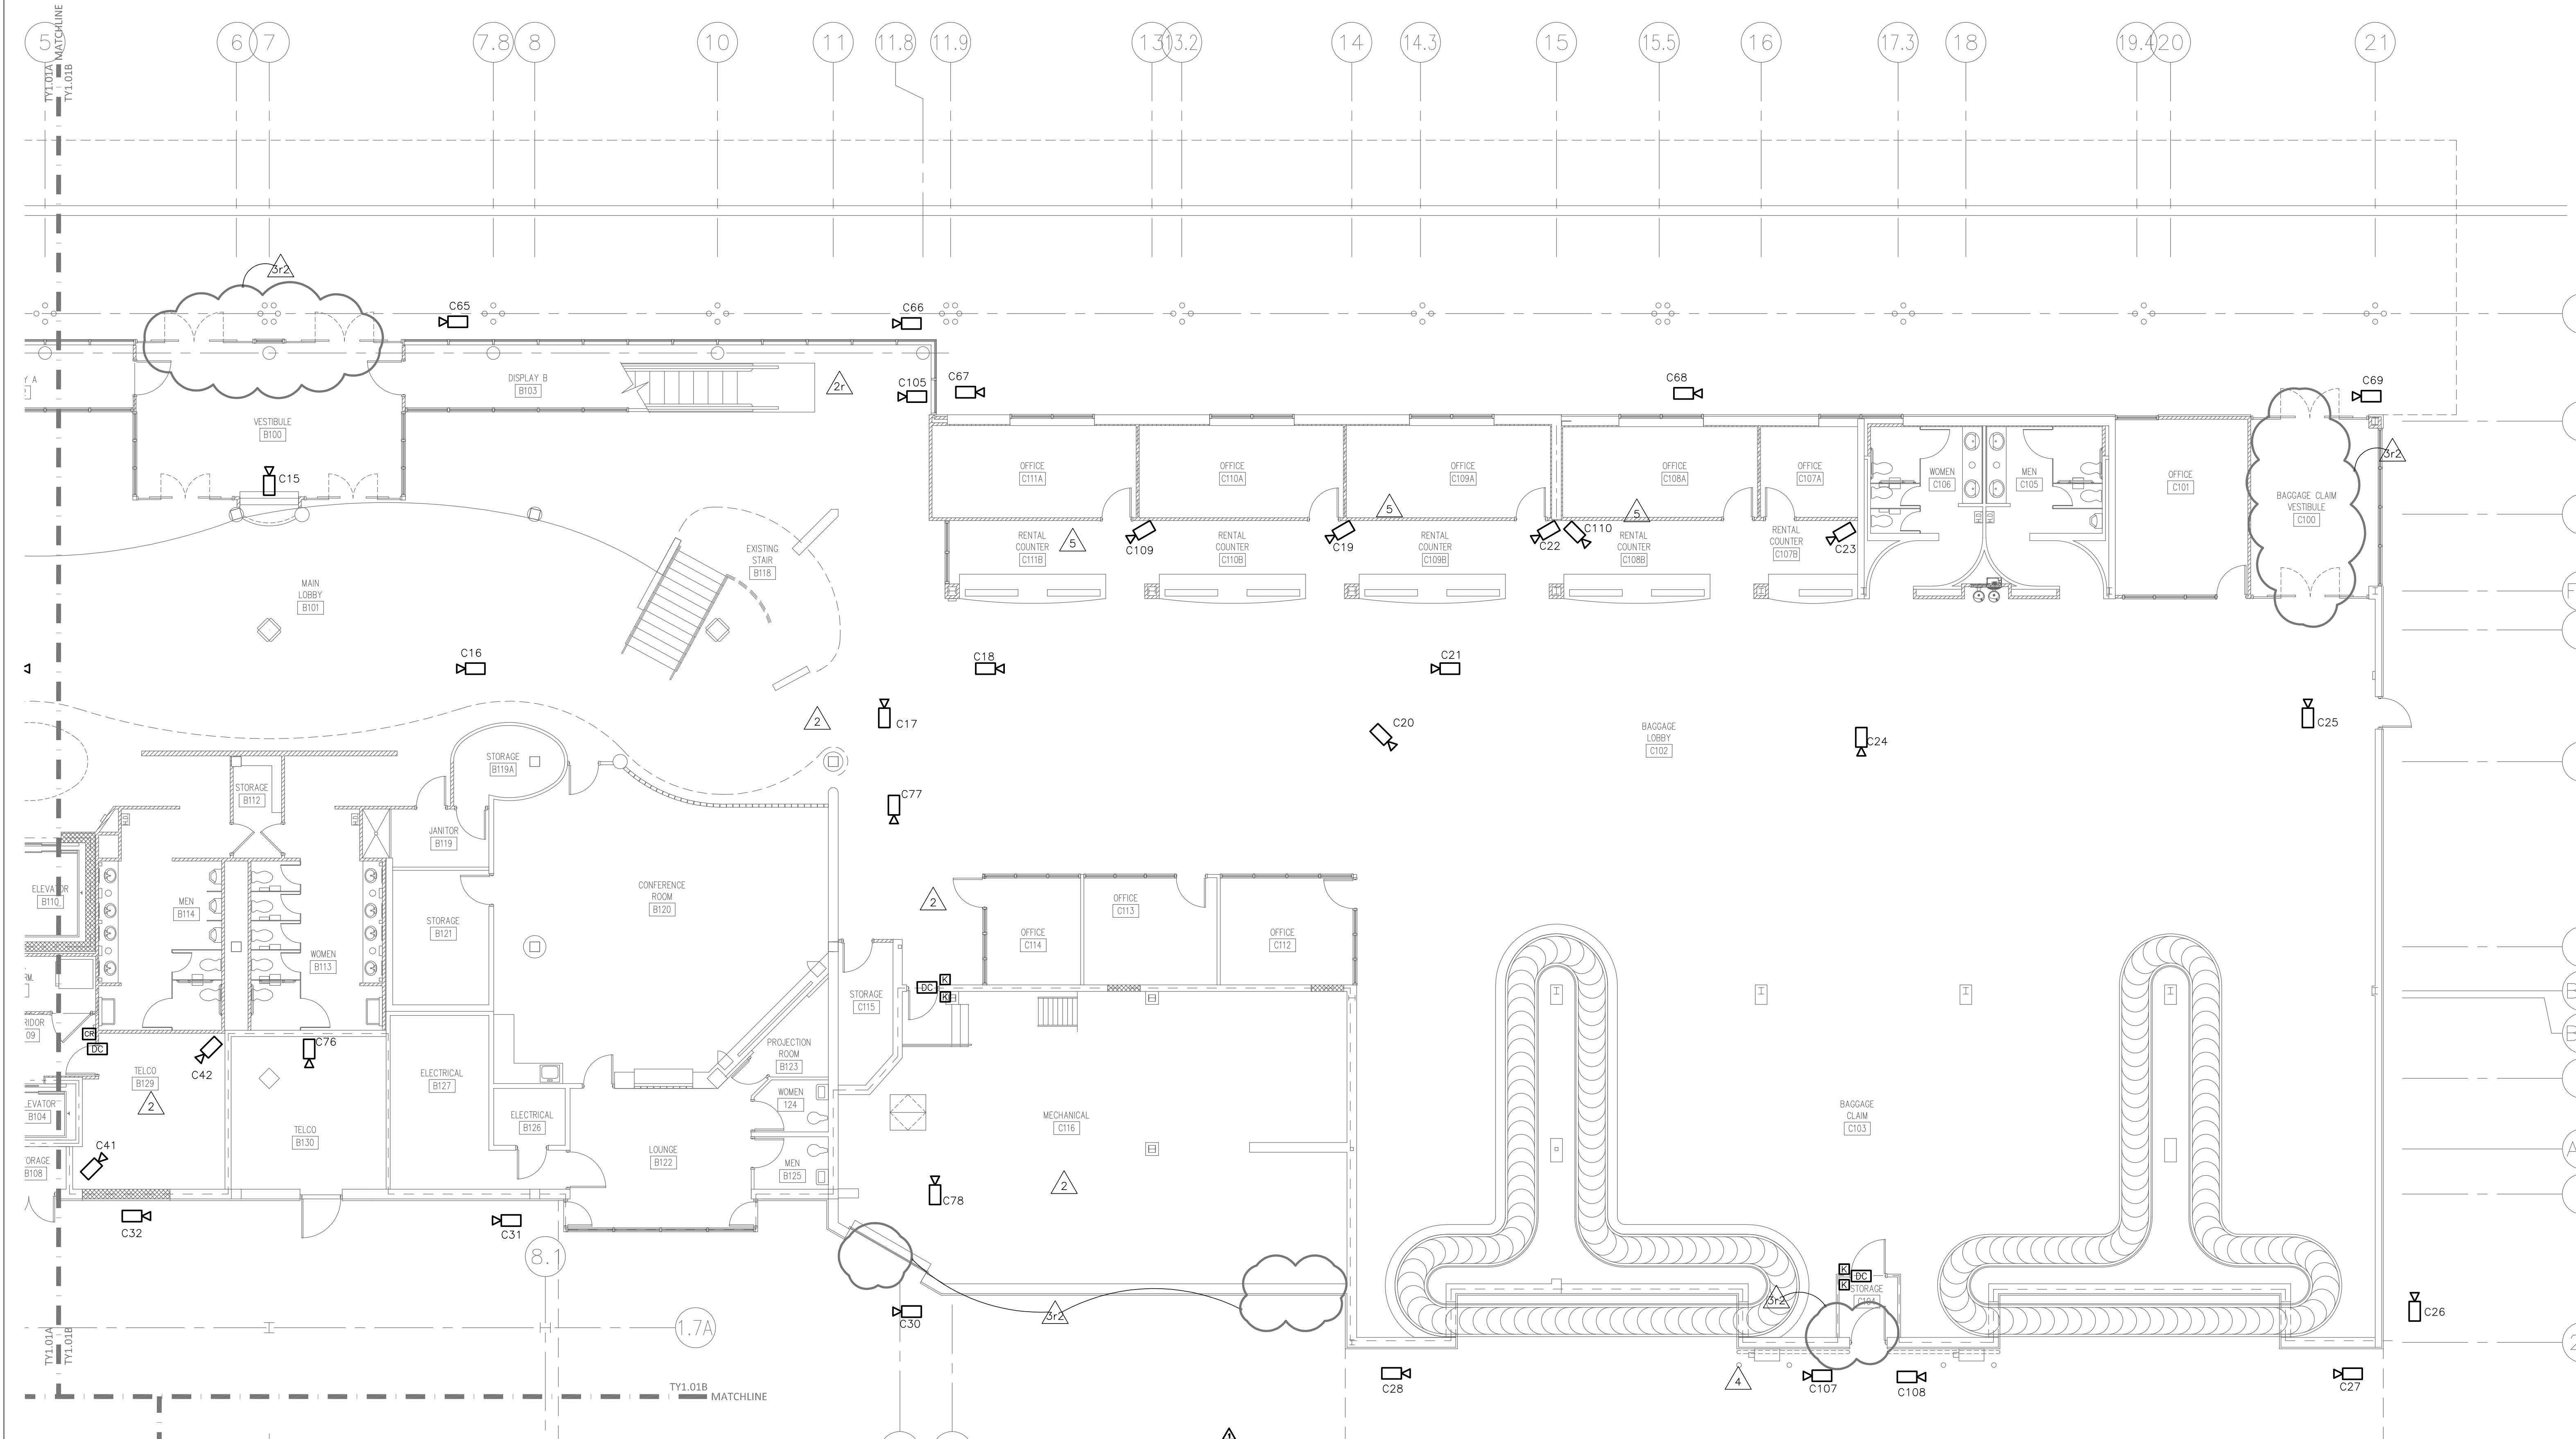 5
6
7
7.8
8
10
11
11.8
11.9
13
13.2
14
14.3
15
15.5
16
17.3
18
19.4
20
21
MATCHLINE
TY1.01A
TY1.01B
3r2
C65
C66
C105
C67
C68
C69
DISPLAY B
B103
2r
VESTIBULE
B100
C15
OFFICE
C111A
OFFICE
C110A
OFFICE
C109A
OFFICE
C108A
OFFICE
C107A
WOMEN
C106
MEN
C105
OFFICE
C101
BAGGAGE CLAIM
VESTIBULE
C100
3r2
5
5
5
RENTAL
COUNTER
C111B
C109
RENTAL
COUNTER
C110B
C19
RENTAL
COUNTER
C109B
C22
C110
RENTAL
COUNTER
C108B
RENTAL
COUNTER
C107B
C23
EXISTING
STAIR
B118
MAIN
LOBBY
B101
C16
C18
C21
C17
2
C20
BAGGAGE
LOBBY
C102
C24
C25
STORAGE
B119A
STORAGE
B112
C77
JANITOR
B119
ELEVATOR
B110
MEN
B114
WOMEN
B113
STORAGE
B121
CONFERENCE
ROOM
B120
2
OFFICE
C114
OFFICE
C113
OFFICE
C112
STORAGE
C115
DC
K
K
CR
DC
C42
C76
TELCO
B129
2
TELCO
B130
ELECTRICAL
B127
ELECTRICAL
B126
PROJECTION
ROOM
B123
WOMEN
124
MEN
B125
LOUNGE
B122
MECHANICAL
C116
2
BAGGAGE
CLAIM
C103
B104
B108
C41
C32
C31
C78
8.1
1.7A
C30
3r2
3r2
K
K
DC
STORAGE
C104
C26
C28
4
C107
C108
C27
TY1.01A
TY1.01B
TY1.01B
MATCHLINE